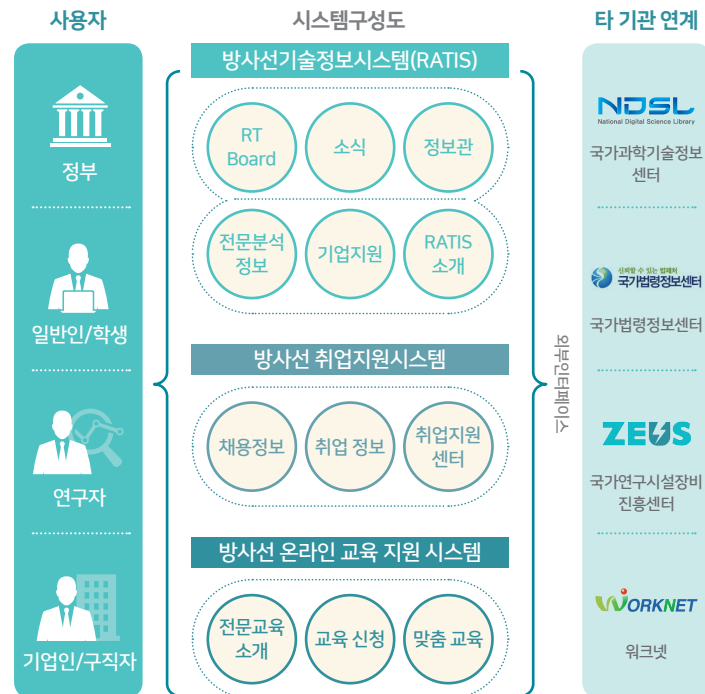 사용자
시스템구성도
타 기관 연계
정부
일반인/학생
연구자
기업인/구직자
방사선기술정보시스템(RATIS)
RT
Board
소식
정보관
전문분석
정보
기업지원
RATIS
소개
방사선 취업지원시스템
채용정보
취업 정보
취업지원
센터
방사선 온라인 교육 지원 시스템
전문교육
소개
교육 신청
맞춤 교육
외부인터페이스
NDSL
National Digital Science Library
국가과학기술정보
센터
신뢰할 수 있는 법제처
국가법령정보센터
국가법령정보센터
ZEUS
국가연구시설장비
진흥센터
WORKNET
워크넷